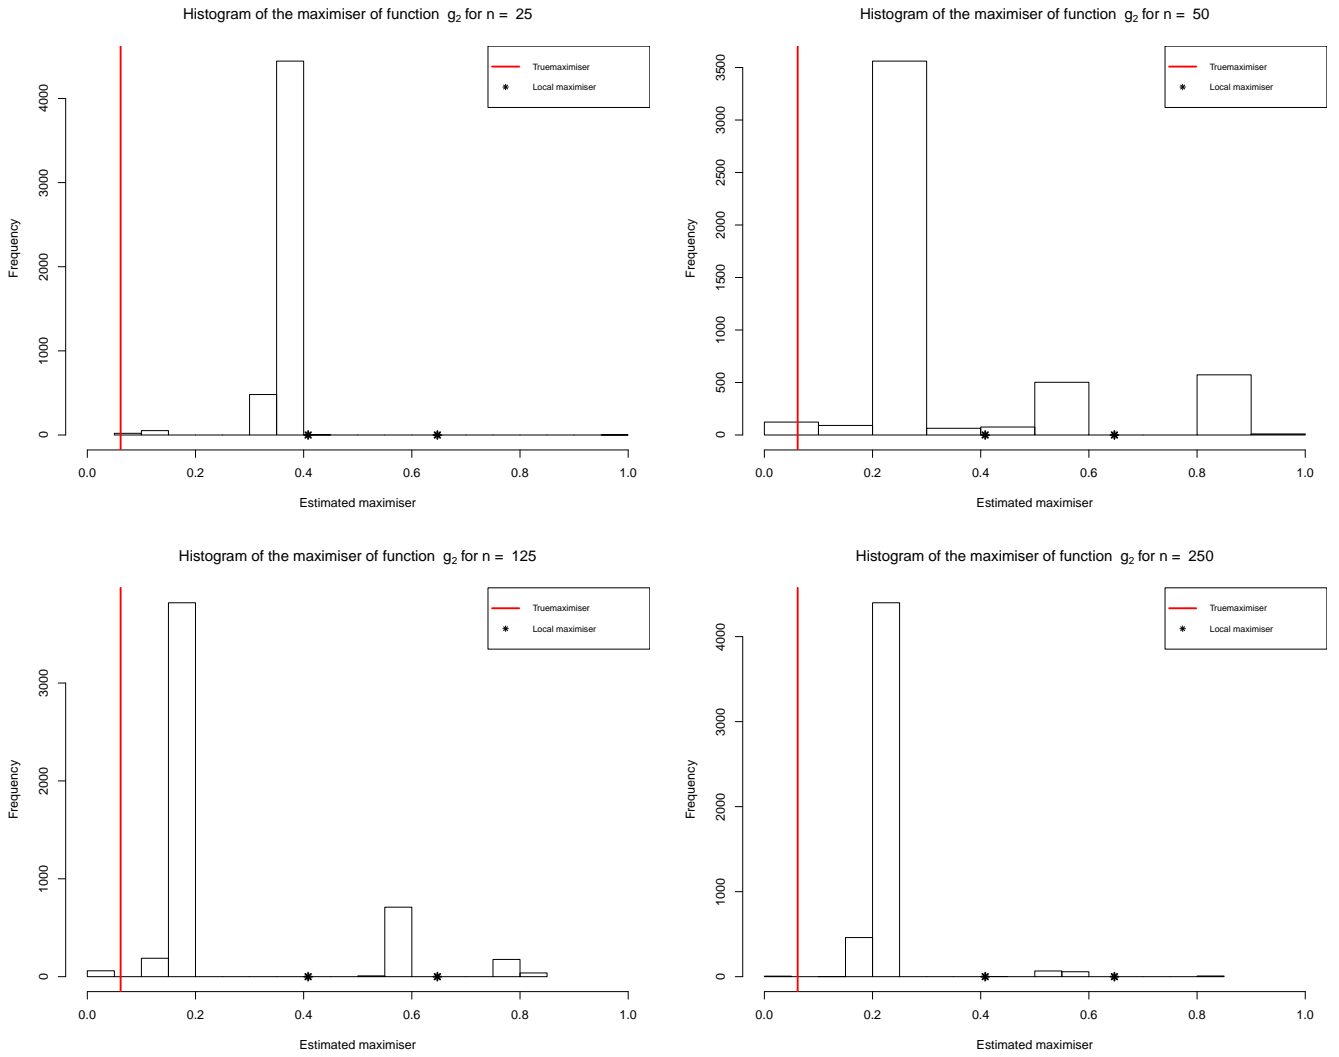 Histogram of the maximiser of function g₂ for n = 25
Truemaximiser
Local maximiser
Frequency
0
1000
2000
3000
4000
0.0 0.2 0.4 0.6 0.8 1.0
Estimated maximiser
Histogram of the maximiser of function g₂ for n = 50
Truemaximiser
Local maximiser
Frequency
0
500
1000
1500
2000
2500
3000
3500
0.0 0.2 0.4 0.6 0.8 1.0
Estimated maximiser
Histogram of the maximiser of function g₂ for n = 125
Truemaximiser
Local maximiser
Frequency
0
1000
2000
3000
0.0 0.2 0.4 0.6 0.8 1.0
Estimated maximiser
Histogram of the maximiser of function g₂ for n = 250
Truemaximiser
Local maximiser
Frequency
0
1000
2000
3000
4000
0.0 0.2 0.4 0.6 0.8 1.0
Estimated maximiser